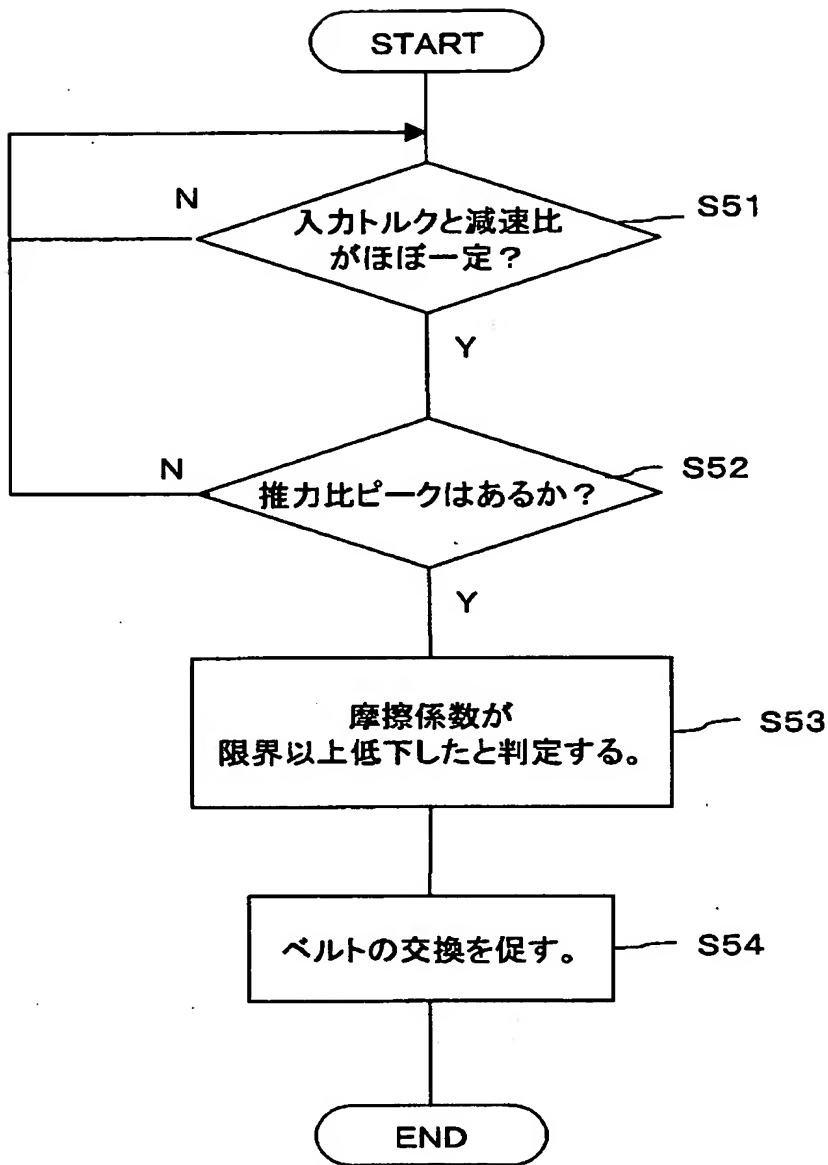 START
N
入力トルクと減速比
がほぼ一定？
S51
Y
N
推力比ピークはあるか？
S52
Y
摩擦係数が
限界以上低下したと判定する。
S53
ベルトの交換を促す。
S54
END